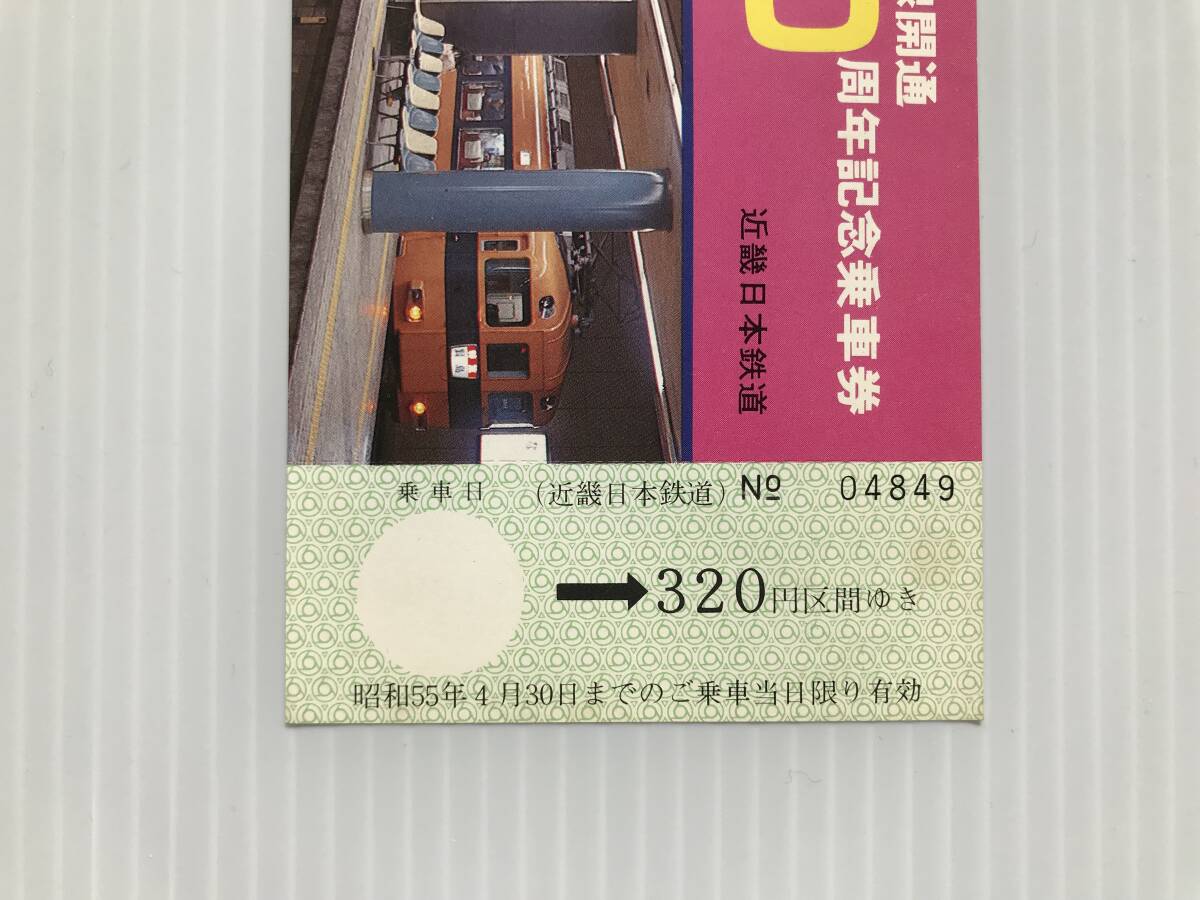 線開通
0周年記念乗車券
近畿日本鉄道
乗車日 (近畿日本鉄道) № 04849
➡320円区間ゆき
昭和55年4月30日までのご乗車当日限り有効